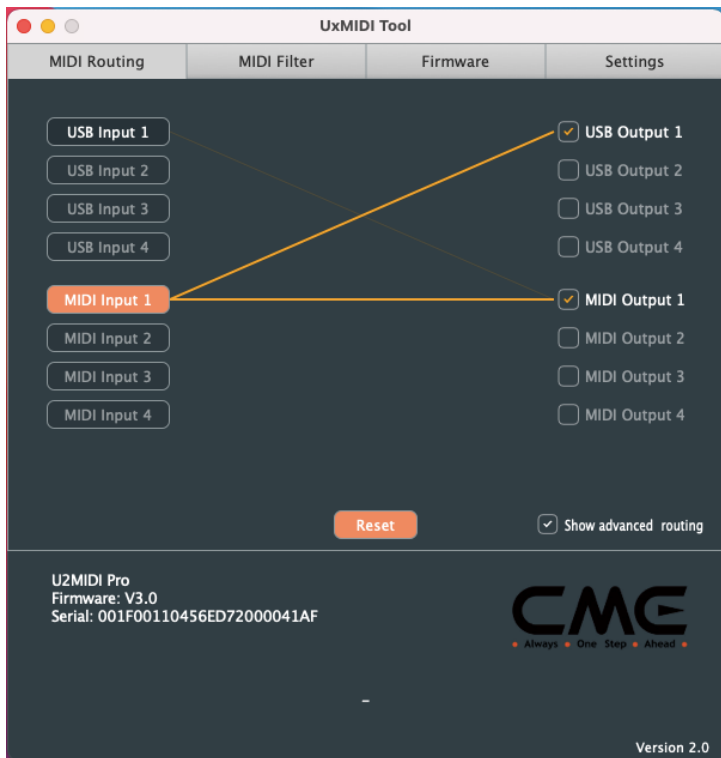 UxMIDI Tool
MIDI Routing MIDI Filter Firmware Settings
USB Input 1 USB Output 1
USB Input 2 USB Output 2
USB Input 3 USB Output 3
USB Input 4 USB Output 4
MIDI Input 1 MIDI Output 1
MIDI Input 2 MIDI Output 2
MIDI Input 3 MIDI Output 3
MIDI Input 4 MIDI Output 4
Reset Show advanced routing
U2MIDI Pro
Firmware: V3.0
Serial: 001F00110456ED72000041AF
CME
• Always • One Step • Ahead •
–
Version 2.0